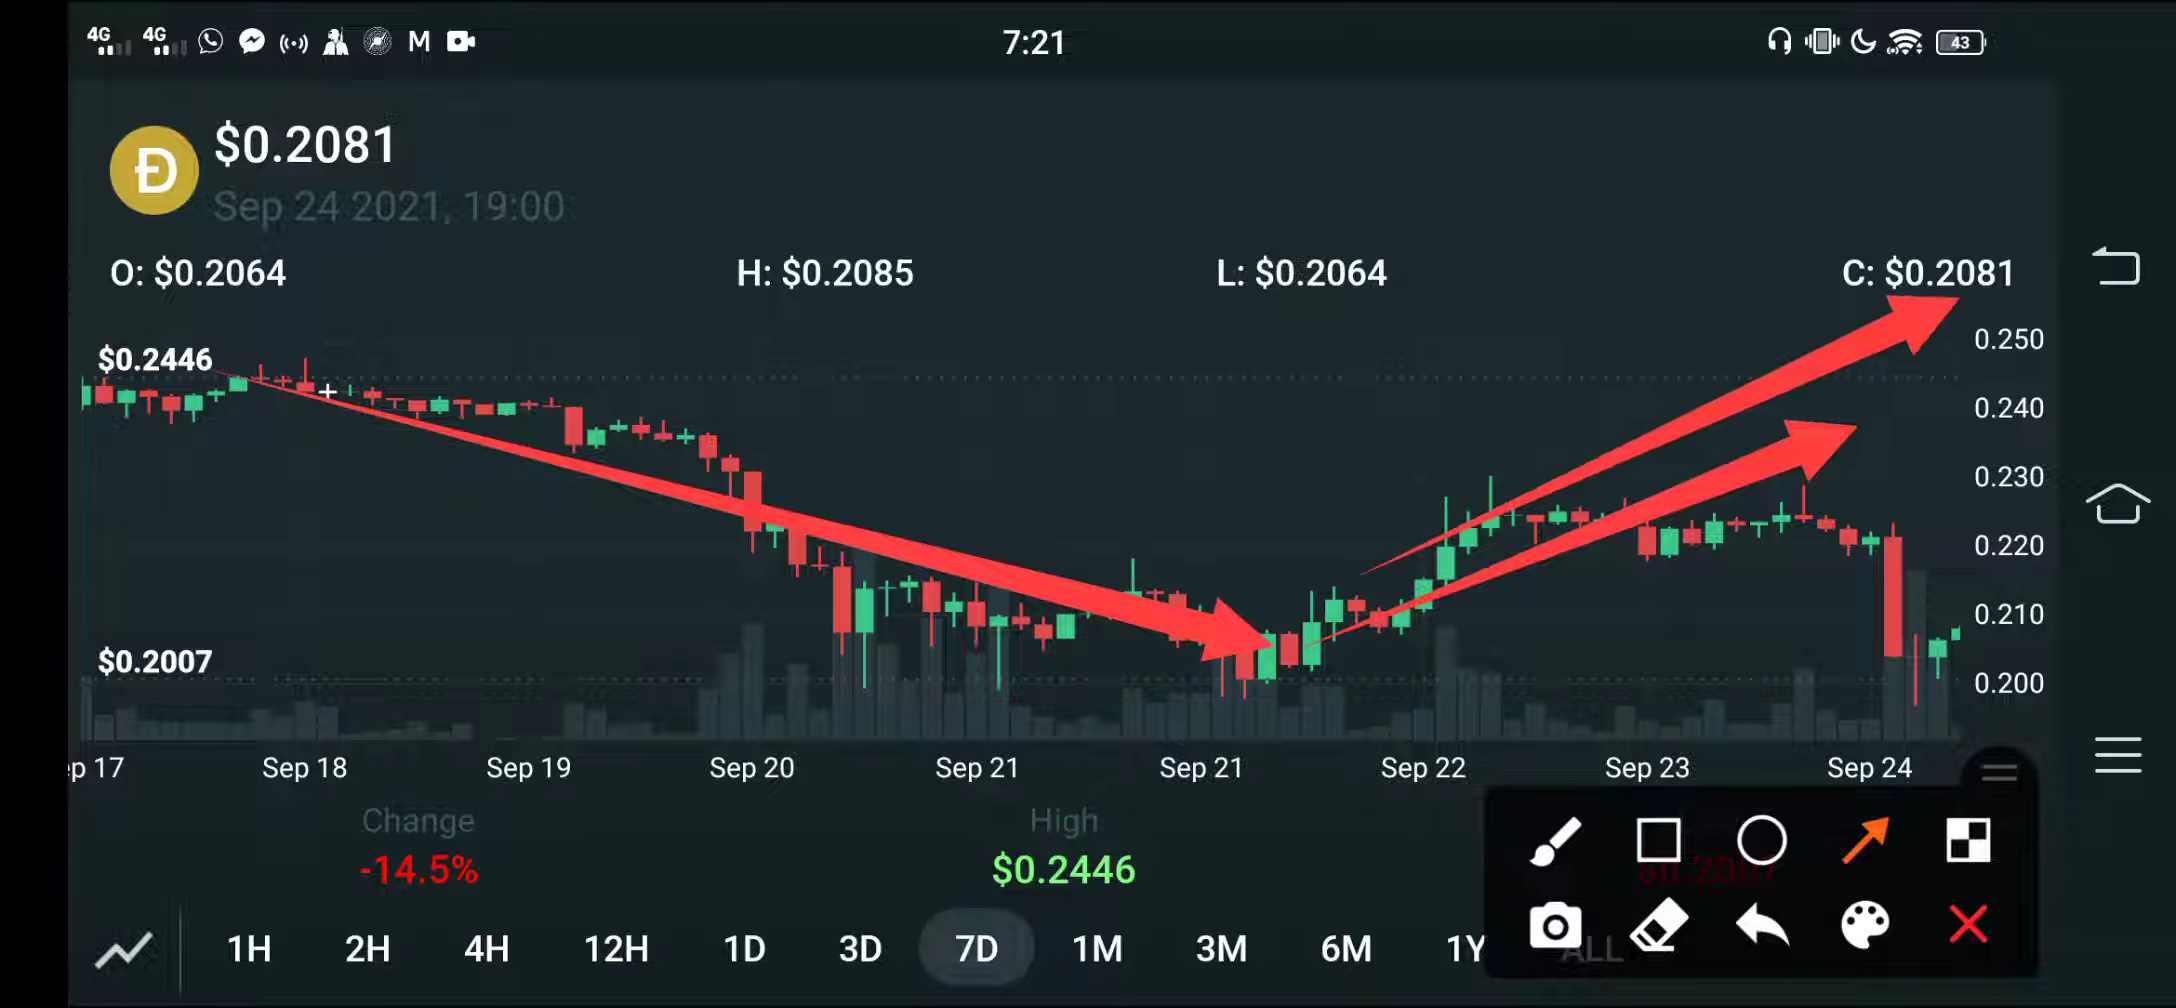 4G 4G M 7:21 43
Ð $0.2081
Sep 24 2021, 19:00
O: $0.2064 H: $0.2085 L: $0.2064 C: $0.2081
0.250
$0.2446
0.240
0.230
0.220
0.210
$0.2007
0.200
ep 17 Sep 18 Sep 19 Sep 20 Sep 21 Sep 21 Sep 22 Sep 23 Sep 24
Change High
-14.5% $0.2446 $0.2007
1H 2H 4H 12H 1D 3D 7D 1M 3M 6M 1Y ALL